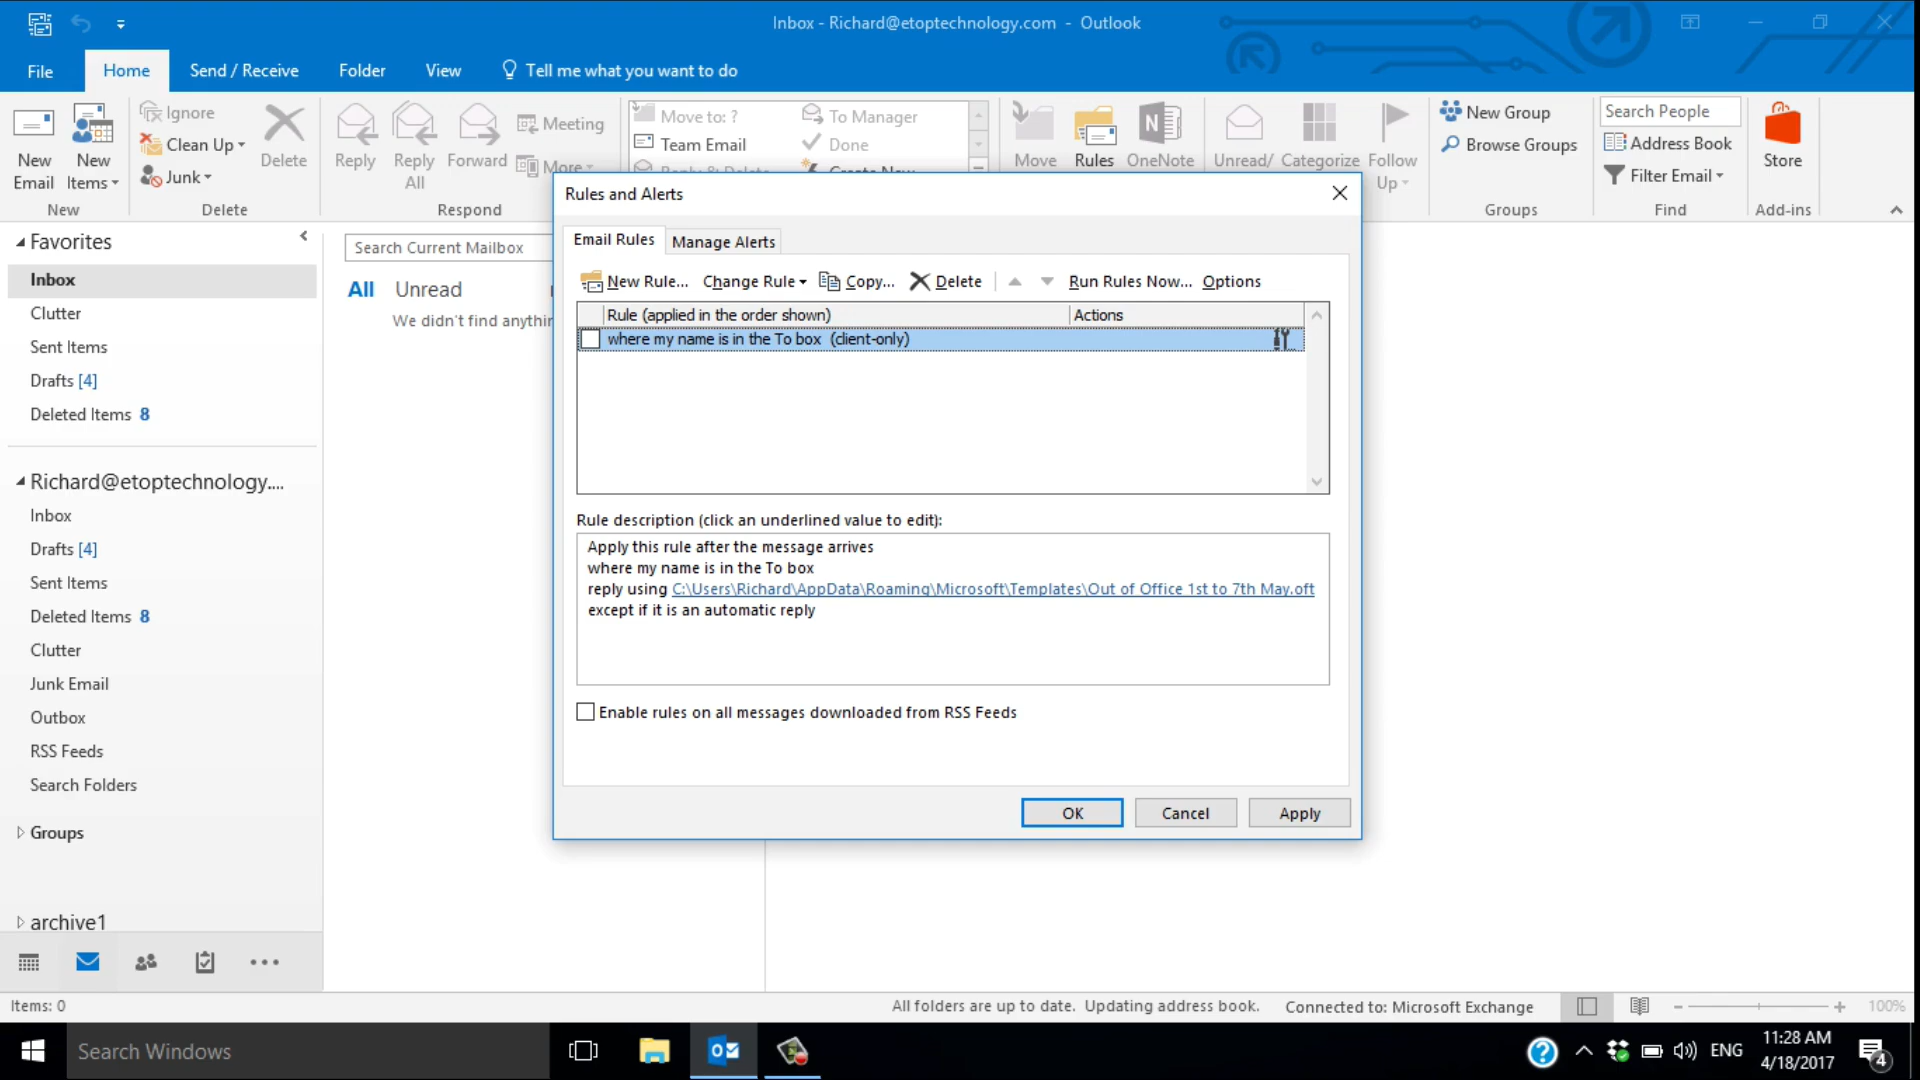 Inbox - Richard@etoptechnology.com - Outlook
File Home Send / Receive Folder View Tell me what you want to do
New Email
New Items
New
Ignore
Clean Up
Junk
Delete
Delete
Reply
Reply All
Forward
Meeting
More
Respond
Move to: ?
Team Email
Reply & Delete
To Manager
Done
Create New
Move
Rules
OneNote
Unread/
Categorize
Follow Up
New Group
Browse Groups
Groups
Search People
Address Book
Filter Email
Find
Store
Add-ins
Favorites
Inbox
Clutter
Sent Items
Drafts [4]
Deleted Items 8
Richard@etoptechnology....
Inbox
Drafts [4]
Sent Items
Deleted Items 8
Clutter
Junk Email
Outbox
RSS Feeds
Search Folders
Groups
archive1
Search Current Mailbox
All Unread
We didn't find
Rules and Alerts
Email Rules Manage Alerts
New Rule... Change Rule Copy... Delete Run Rules Now... Options
Rule (applied in the order shown) Actions
where my name is in the To box (client-only)
Rule description (click an underlined value to edit):
Apply this rule after the message arrives
where my name is in the To box
reply using C:\Users\Richard\AppData\Roaming\Microsoft\Templates\Out of Office 1st to 7th May.oft
except if it is an automatic reply
Enable rules on all messages downloaded from RSS Feeds
OK Cancel Apply
Items: 0
All folders are up to date. Updating address book. Connected to: Microsoft Exchange 100%
Search Windows
ENG
11:28 AM
4/18/2017
4